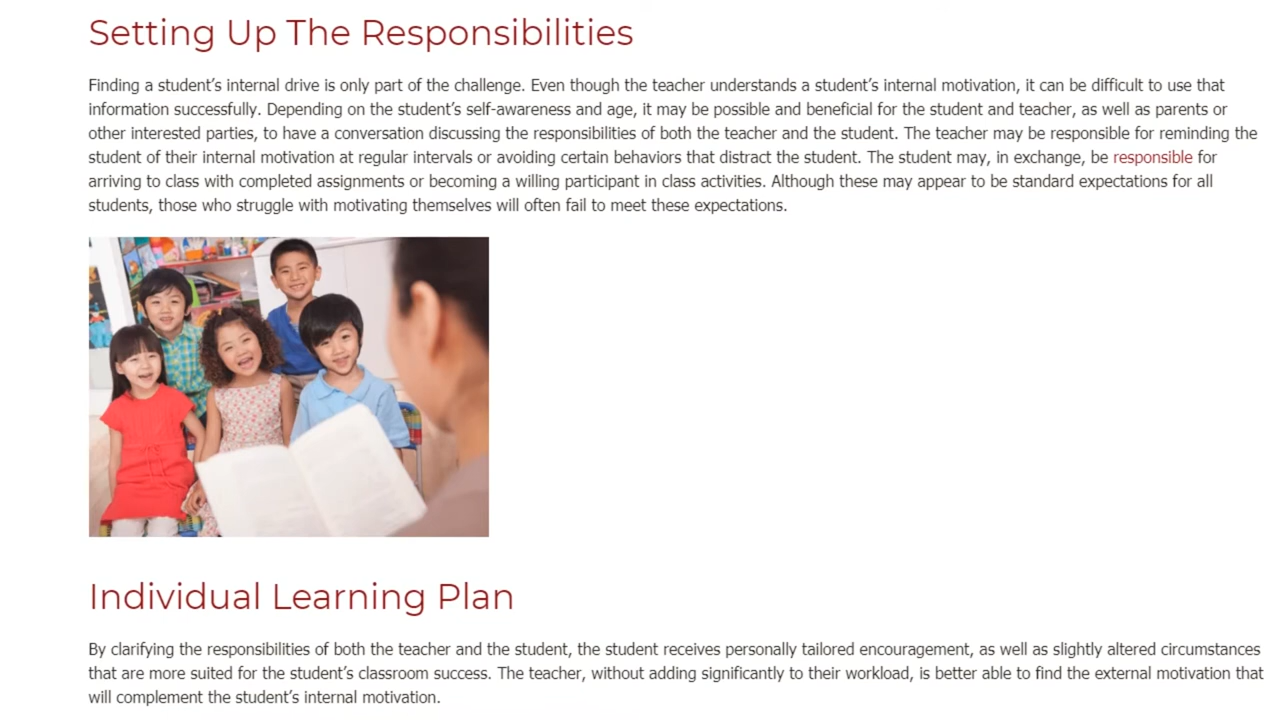 Setting Up The Responsibilities
Finding a student’s internal drive is only part of the challenge. Even though the teacher understands a student’s internal motivation, it can be difficult to use that
information successfully. Depending on the student’s self-awareness and age, it may be possible and beneficial for the student and teacher, as well as parents or
other interested parties, to have a conversation discussing the responsibilities of both the teacher and the student. The teacher may be responsible for reminding the
student of their internal motivation at regular intervals or avoiding certain behaviors that distract the student. The student may, in exchange, be responsible for
arriving to class with completed assignments or becoming a willing participant in class activities. Although these may appear to be standard expectations for all
students, those who struggle with motivating themselves will often fail to meet these expectations.
Individual Learning Plan
By clarifying the responsibilities of both the teacher and the student, the student receives personally tailored encouragement, as well as slightly altered circumstances
that are more suited for the student’s classroom success. The teacher, without adding significantly to their workload, is better able to find the external motivation that
will complement the student’s internal motivation.